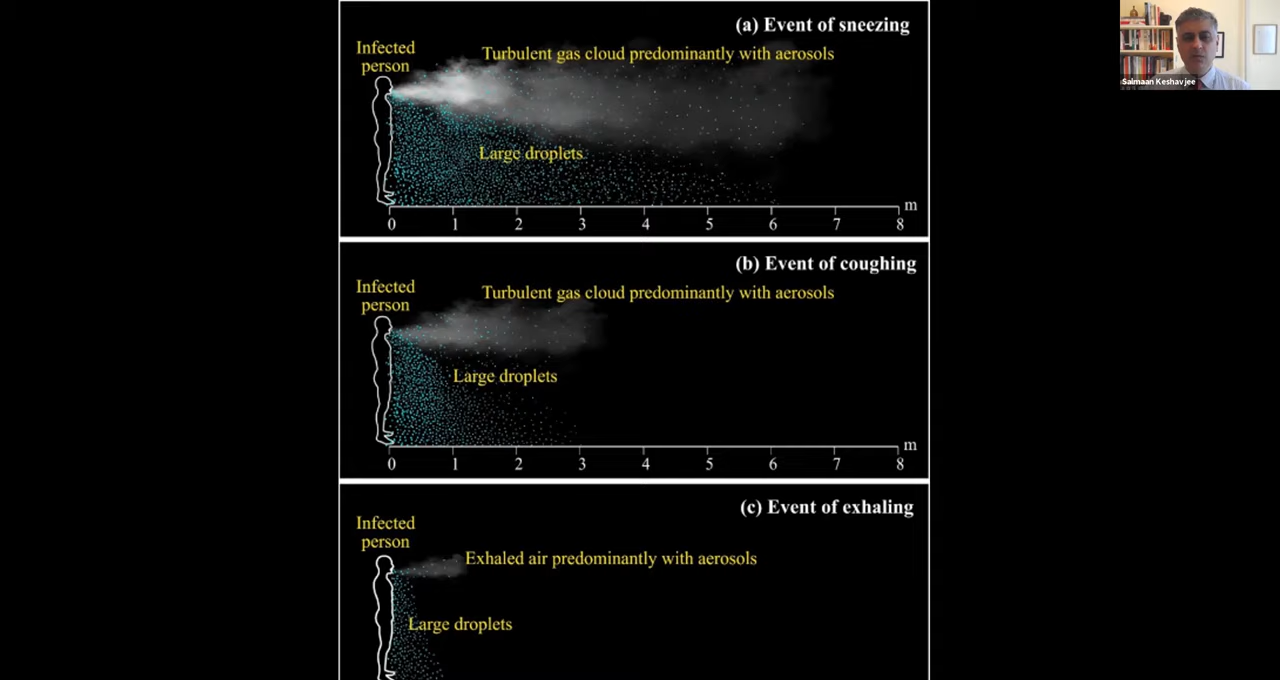 (a) Event of sneezing
Infected
person
Turbulent gas cloud predominantly with aerosols
Large droplets
m
0 1 2 3 4 5 6 7 8
(b) Event of coughing
Infected
person
Turbulent gas cloud predominantly with aerosols
Large droplets
m
0 1 2 3 4 5 6 7 8
(c) Event of exhaling
Infected
person
Exhaled air predominantly with aerosols
Large droplets
Salmaan Keshavjee